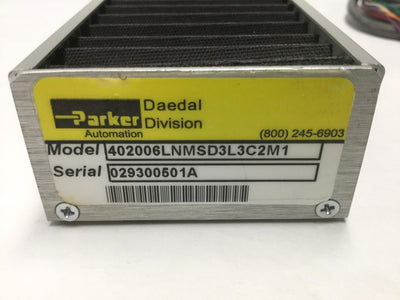 Parker
Automation
Daedal
Division
(800) 245-6903
Model 402006LNMSD3L3C2M1
Serial 029300501A